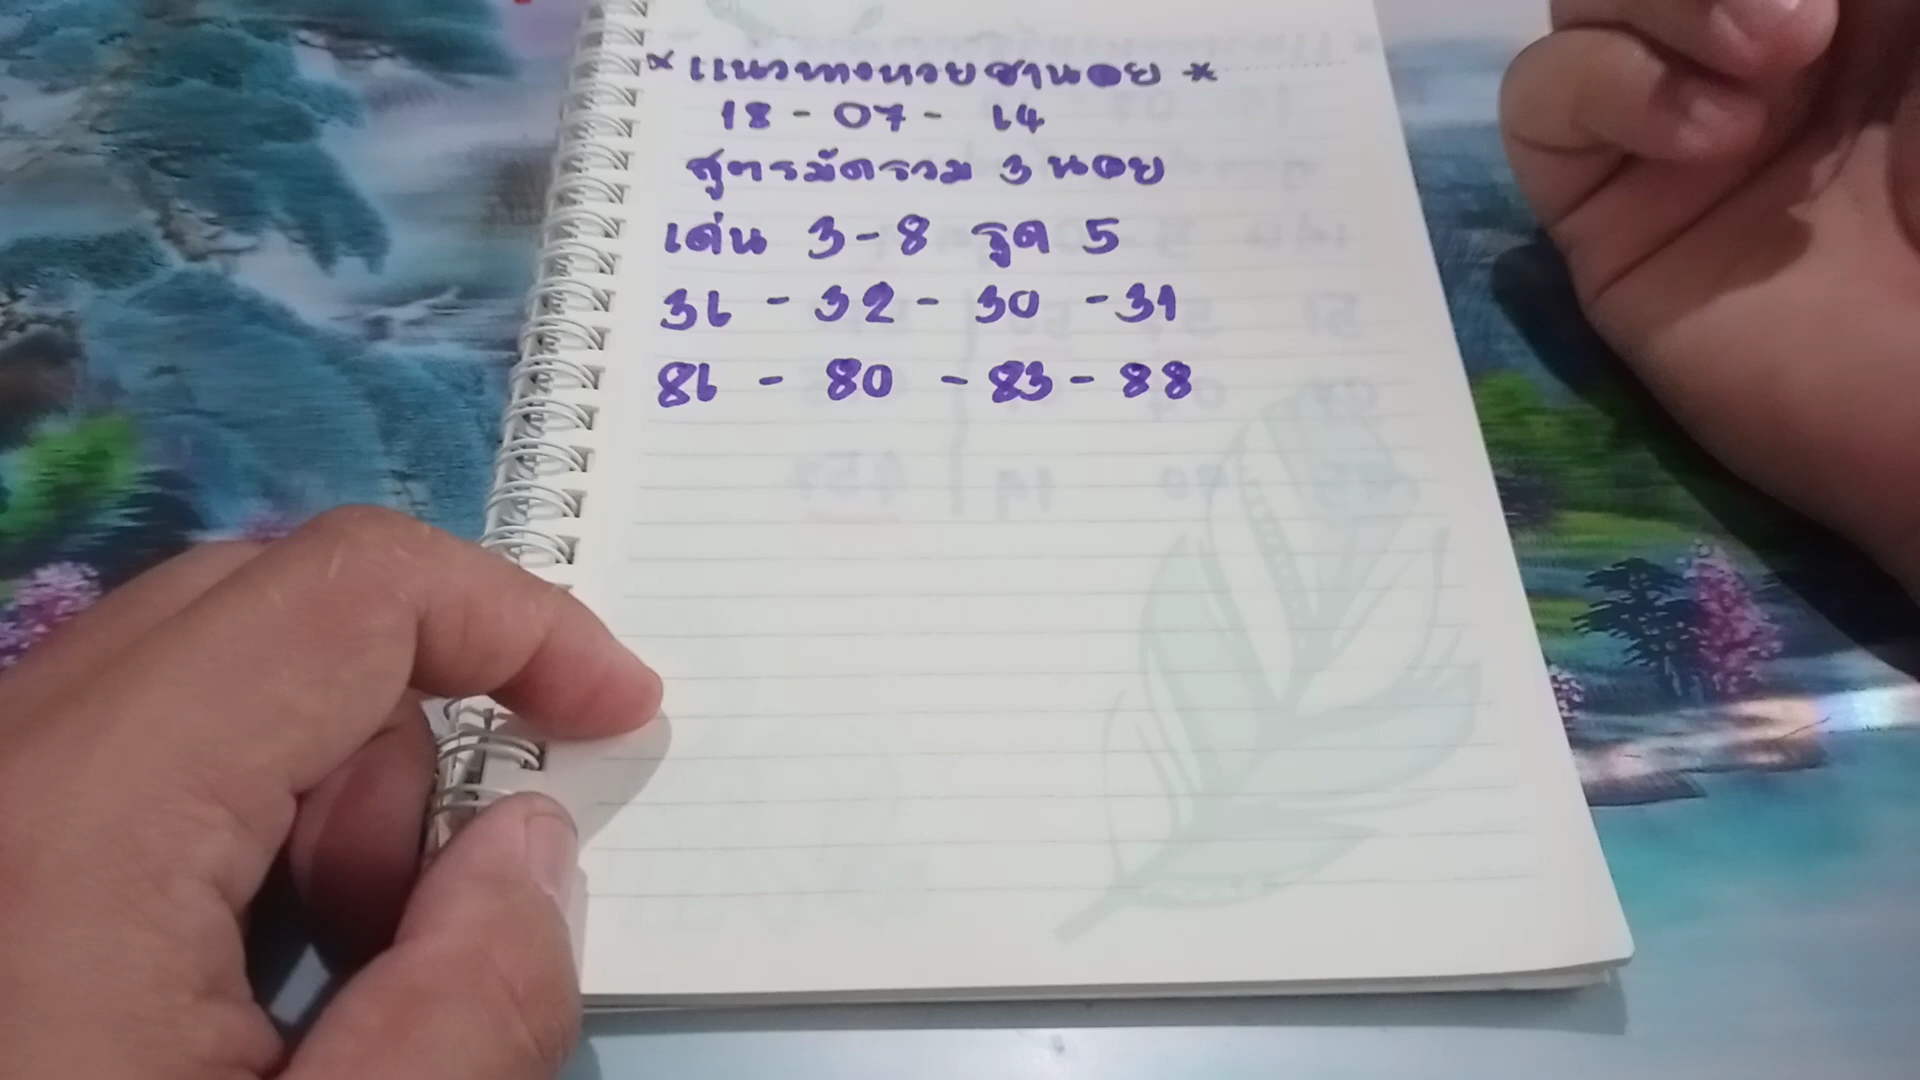 * แนวทางหวยฮานอย *
18 - 07 - 64
สูตรมัดรวม 3 นอย
เด่น 3 - 8 รูด 5
36 - 32 - 30 - 31
86 - 80 - 83 - 88